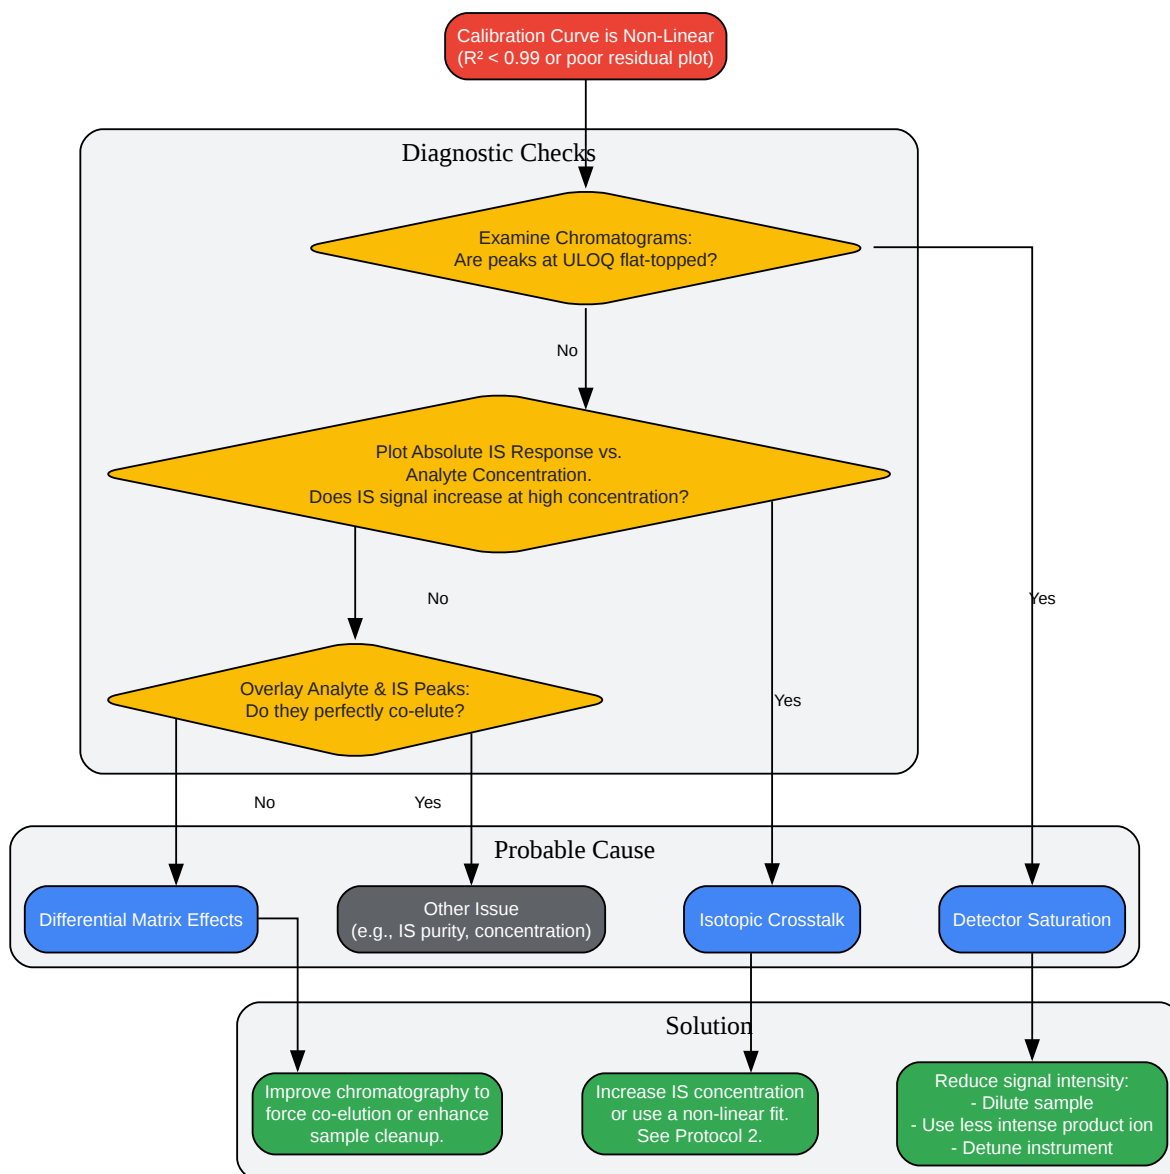 Calibration Curve is Non-Linear
(R² < 0.99 or poor residual plot)
Diagnostic Checks
Examine Chromatograms:
Are peaks at ULOQ flat-topped?
No
Plot Absolute IS Response vs.
Analyte Concentration.
Does IS signal increase at high concentration?
No
Yes
Overlay Analyte & IS Peaks:
Do they perfectly co-elute?
Yes
No
Yes
Probable Cause
Differential Matrix Effects
Other Issue
(e.g., IS purity, concentration)
Isotopic Crosstalk
Detector Saturation
Solution
Improve chromatography to
force co-elution or enhance
sample cleanup.
Increase IS concentration
or use a non-linear fit.
See Protocol 2.
Reduce signal intensity:
- Dilute sample
- Use less intense product ion
- Detune instrument